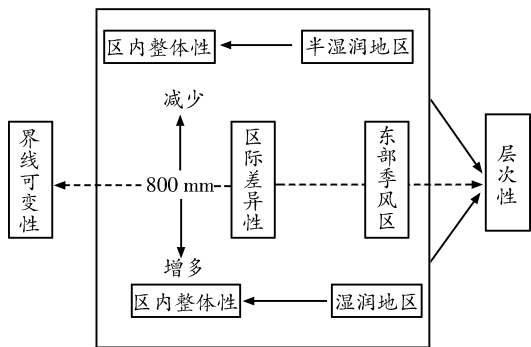 区内整体性
半湿润地区
减少
界线可变性
800 mm
区际差异性
东部季风区
层次性
增多
区内整体性
湿润地区